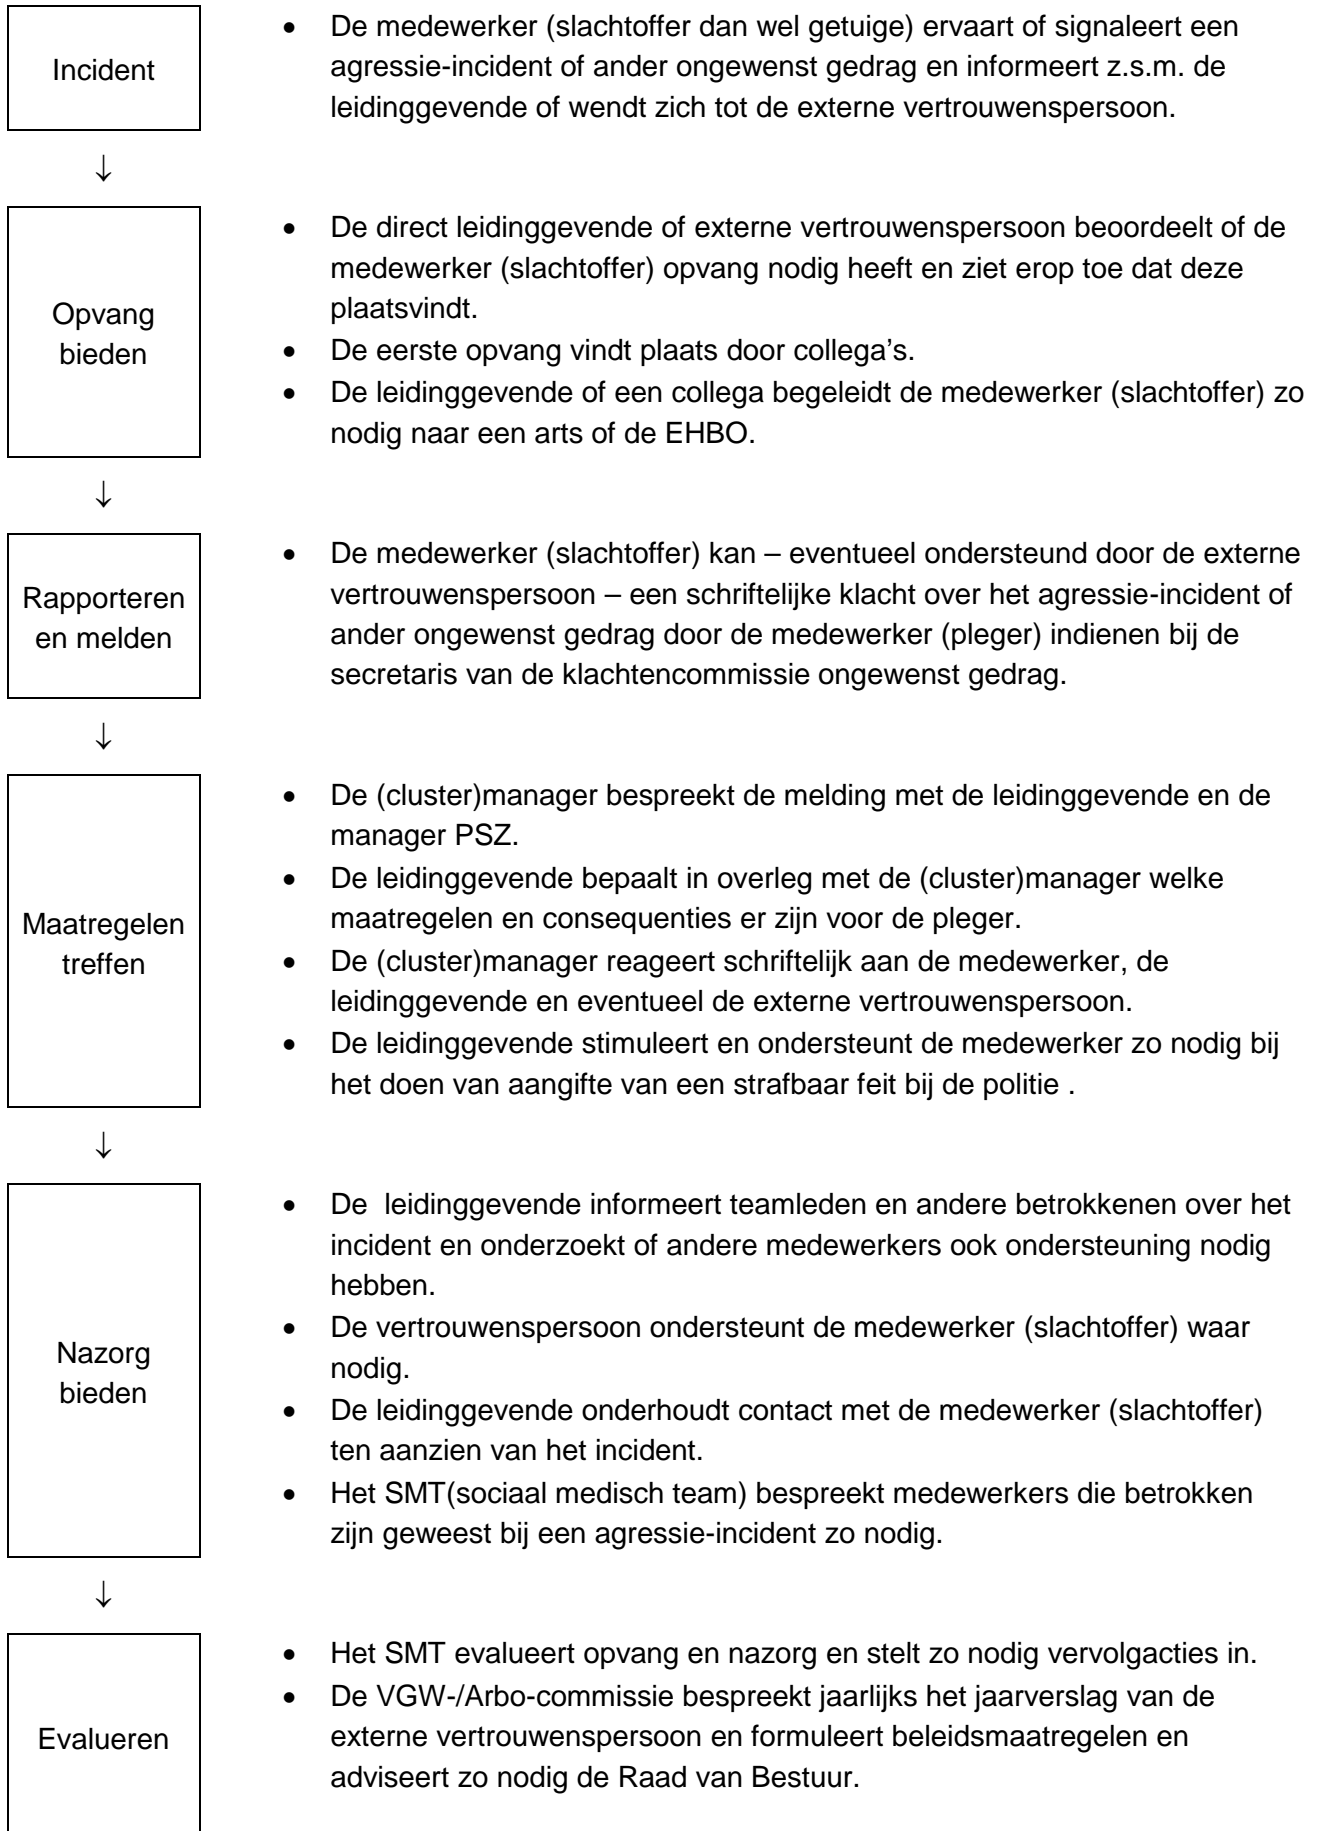 Incident
• De medewerker (slachtoffer dan wel getuige) ervaart of signaleert een
agressie-incident of ander ongewenst gedrag en informeert z.s.m. de
leidinggevende of wendt zich tot de externe vertrouwenspersoon.
↓
Opvang
bieden
• De direct leidinggevende of externe vertrouwenspersoon beoordeelt of de
medewerker (slachtoffer) opvang nodig heeft en ziet erop toe dat deze
plaatsvindt.
• De eerste opvang vindt plaats door collega’s.
• De leidinggevende of een collega begeleidt de medewerker (slachtoffer) zo
nodig naar een arts of de EHBO.
↓
Rapporteren
en melden
• De medewerker (slachtoffer) kan – eventueel ondersteund door de externe
vertrouwenspersoon – een schriftelijke klacht over het agressie-incident of
ander ongewenst gedrag door de medewerker (pleger) indienen bij de
secretaris van de klachtencommissie ongewenst gedrag.
↓
Maatregelen
treffen
• De (cluster)manager bespreekt de melding met de leidinggevende en de
manager PSZ.
• De leidinggevende bepaalt in overleg met de (cluster)manager welke
maatregelen en consequenties er zijn voor de pleger.
• De (cluster)manager reageert schriftelijk aan de medewerker, de
leidinggevende en eventueel de externe vertrouwenspersoon.
• De leidinggevende stimuleert en ondersteunt de medewerker zo nodig bij
het doen van aangifte van een strafbaar feit bij de politie .
↓
Nazorg
bieden
• De  leidinggevende informeert teamleden en andere betrokkenen over het
incident en onderzoekt of andere medewerkers ook ondersteuning nodig
hebben.
• De vertrouwenspersoon ondersteunt de medewerker (slachtoffer) waar
nodig.
• De leidinggevende onderhoudt contact met de medewerker (slachtoffer)
ten aanzien van het incident.
• Het SMT(sociaal medisch team) bespreekt medewerkers die betrokken
zijn geweest bij een agressie-incident zo nodig.
↓
Evalueren
• Het SMT evalueert opvang en nazorg en stelt zo nodig vervolgacties in.
• De VGW-/Arbo-commissie bespreekt jaarlijks het jaarverslag van de
externe vertrouwenspersoon en formuleert beleidsmaatregelen en
adviseert zo nodig de Raad van Bestuur.